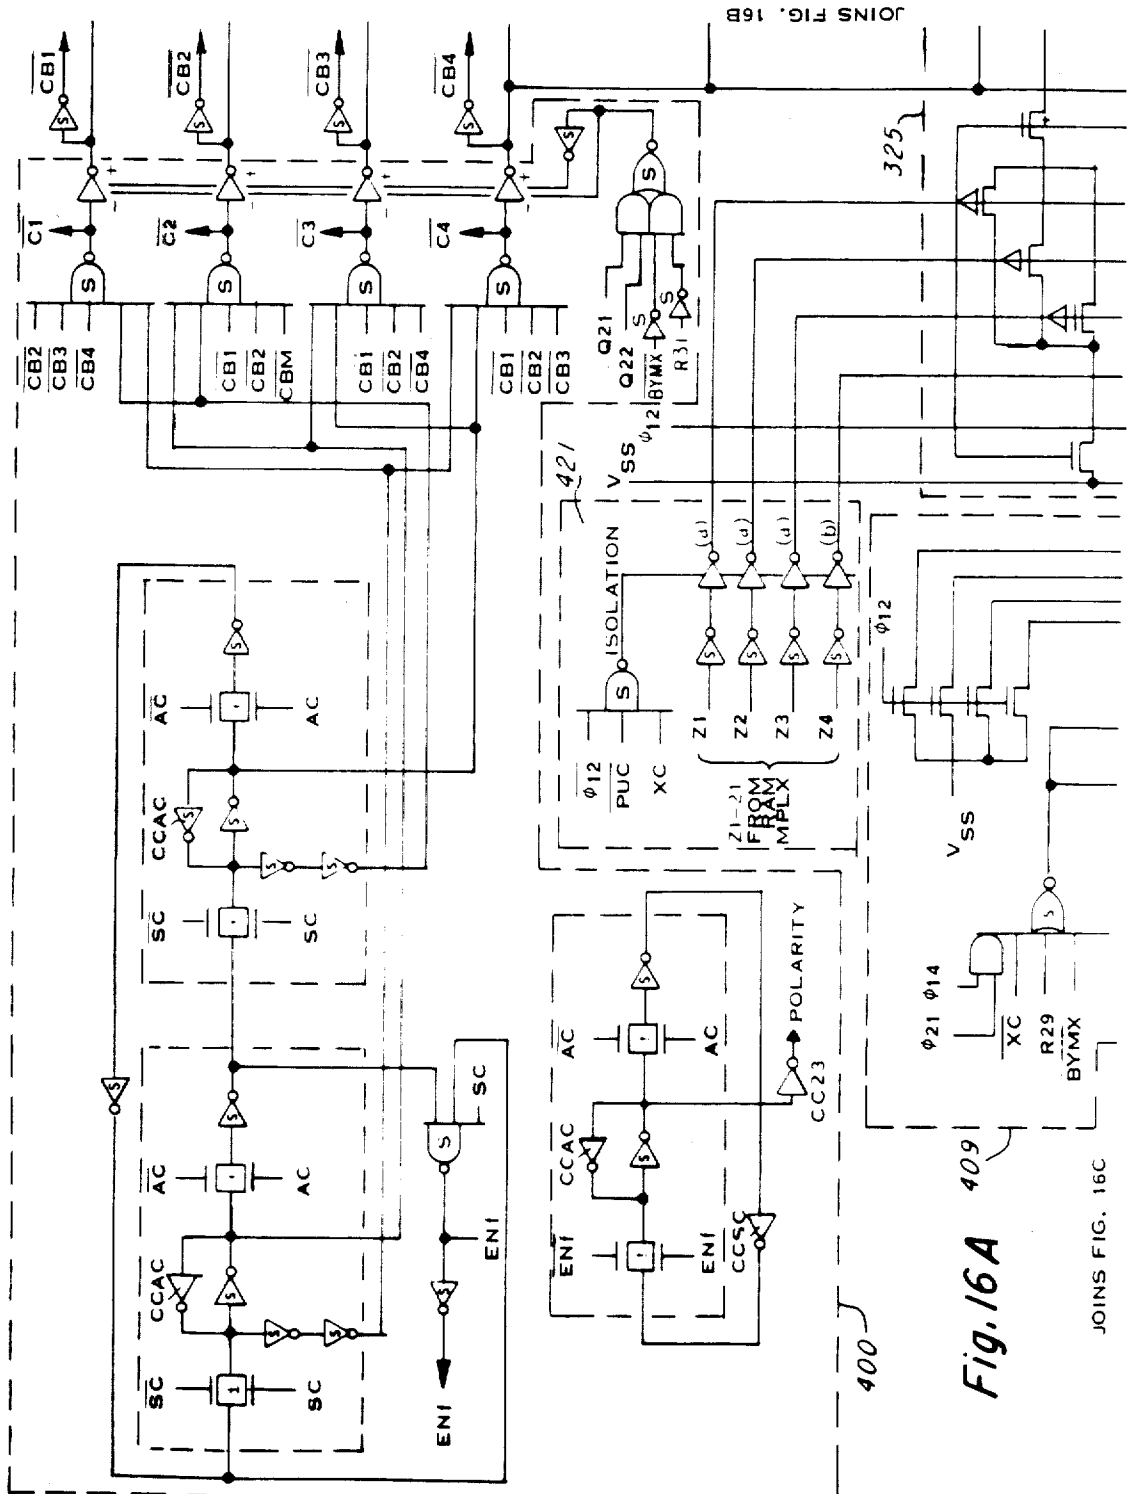 JOINS FIG. 16B
CB1
CB2
CB3
CB4
C1
C2
C3
C4
S
S
S
S
S
S
S
S
S
325
CB2
CB3
CB4
CB1
CB2
CBM
CB1
CB2
CB4
CB1
CB2
CB3
Q21
Q22
BYMX
R31
S
S
S
Φ12
VSS
421
ISOLATION
(a)
(a)
(a)
(b)
S
Φ12
PUC
XC
Z1
Z2
Z3
Z4
S
S
S
S
Z1-21
FROM
RAM
MPLX
Φ12
VSS
AC
AC
CCAC
SC
SC
S
S
S
S
S
S
AC
AC
CCAC
SC
SC
1
S
S
S
S
S
SC
EN1
S
EN1
AC
AC
CCAC
EN1
EN1
CCSC
S
S
POLARITY
CC23
Φ21 Φ14
XC
R29
BYMX
S
409
400
Fig.16A
JOINS FIG. 16C